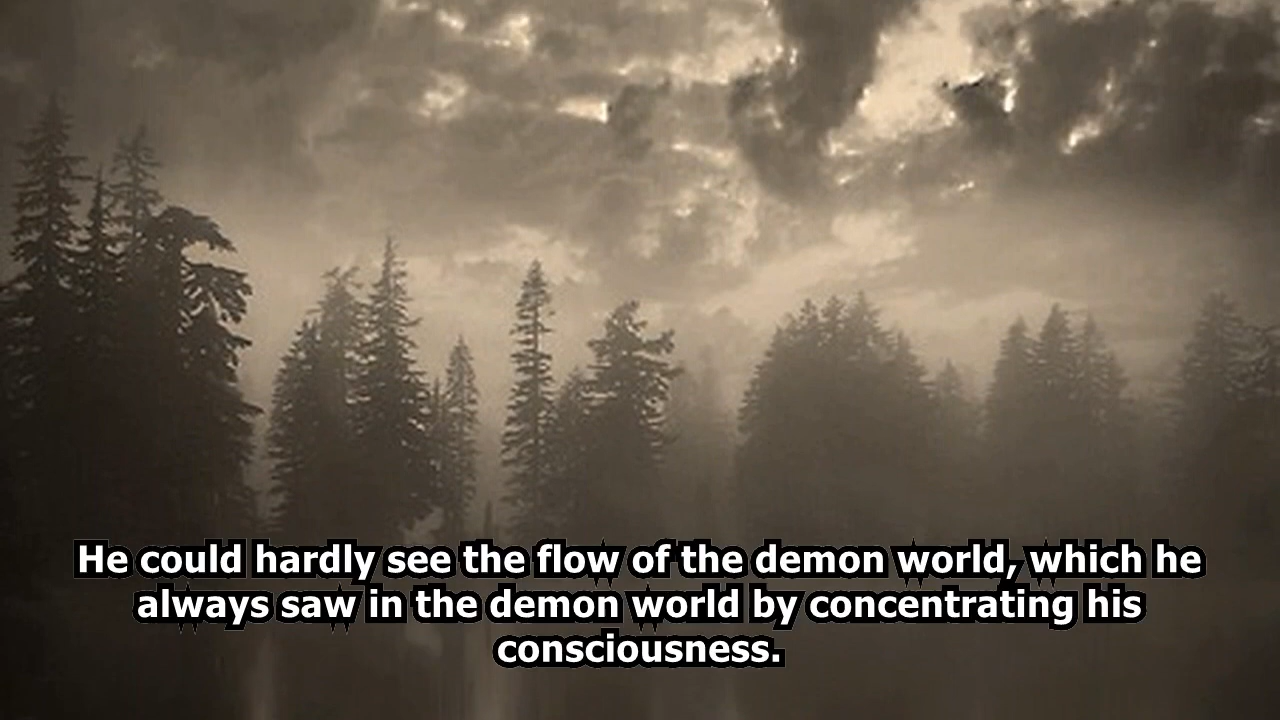 He could hardly see the flow of the demon world, which he
always saw in the demon world by concentrating his
consciousness.